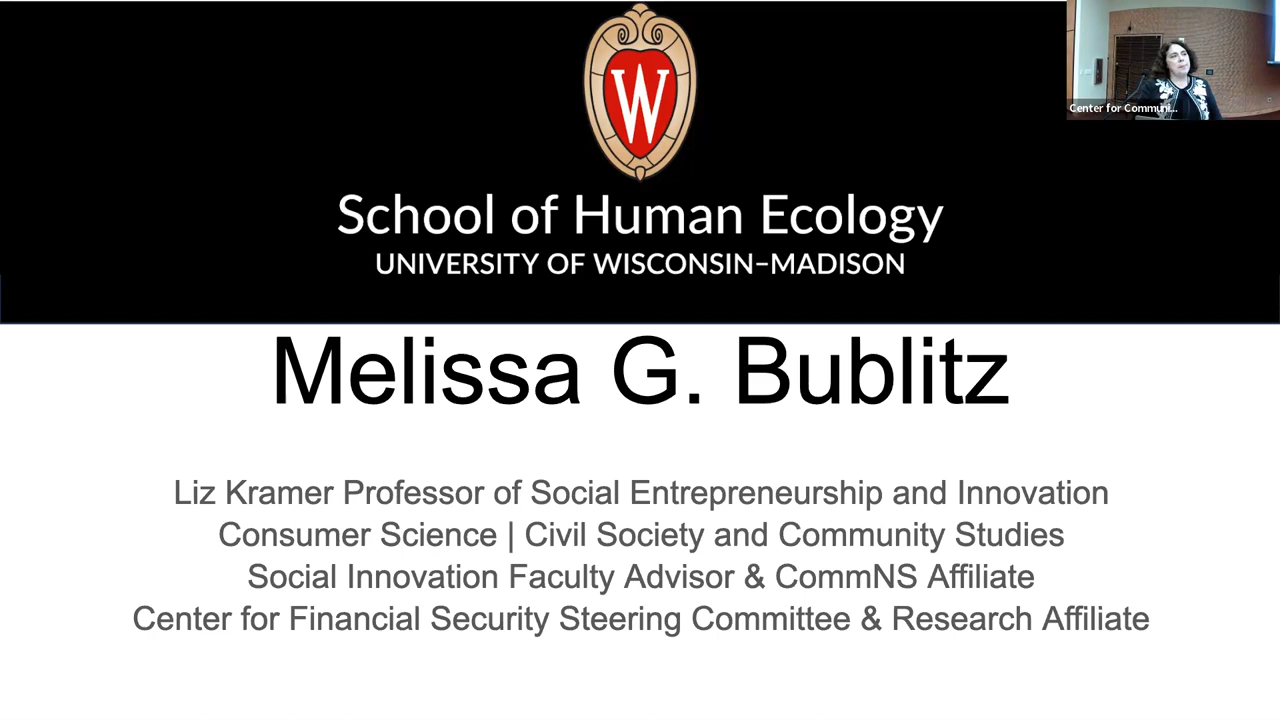 Center for Communi...
W
School of Human Ecology
UNIVERSITY OF WISCONSIN–MADISON
Melissa G. Bublitz
Liz Kramer Professor of Social Entrepreneurship and Innovation
Consumer Science | Civil Society and Community Studies
Social Innovation Faculty Advisor & CommNS Affiliate
Center for Financial Security Steering Committee & Research Affiliate